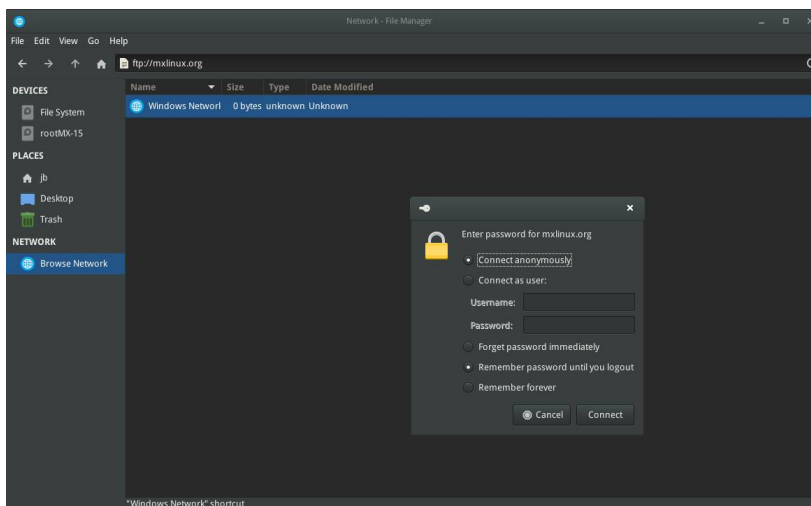 Network - File Manager
File Edit View Go Help
ftp://mxlinux.org
DEVICES
File System
rootMX-15
PLACES
jb
Desktop
Trash
NETWORK
Browse Network
Name Size Type Date Modified
Windows Network 0 bytes unknown Unknown
Enter password for mxlinux.org
Connect anonymously
Connect as user:
Username:
Password:
Forget password immediately
Remember password until you logout
Remember forever
Cancel Connect
"Windows Network" shortcut